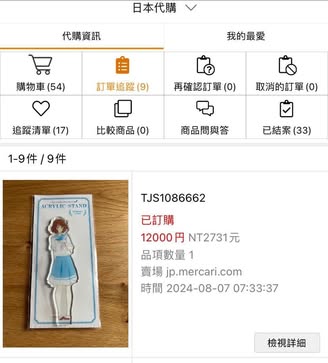 日本代購
代購資訊
我的最愛
購物車(54)
訂單追蹤(9)
再確認訂單(0)
取消的訂單(0)
追蹤清單(17)
比較商品(0)
商品問與答
已結案(33)
1-9件 / 9件
ACRYLIC STAND
TJS1086662
已訂購
12000円 NT2731元
品項數量 1
賣場 jp.mercari.com
時間 2024-08-07 07:33:37
檢視詳細